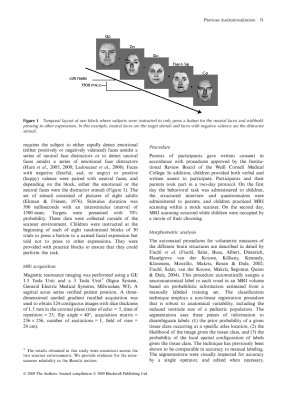 Previous institutionalization 51
Go
Go
Go
Go
500 msec
1500 msec
Figure 1 Temporal layout of one block where subjects were instructed to only press a button for the neutral faces and withhold
pressing to other expressions. In this example neutral faces are the target stimuli and faces with negative valence are the distractor
stimuli.
requires the subject to either rapidly detect emotional
(either positively or negatively valenced) faces amidst a
series of neutral face distractors or to detect neutral
faces amidst a series of emotional face distractors
(Hare et al., 2005, 2008; Ladouceur et al., 2006). Faces
with negative (fearful, sad, or angry) or positive
(happy) valence were paired with neutral faces, and
depending on the block, either the emotional or the
neutral faces were the distractor stimuli (Figure 1). The
set of stimuli consisted of pictures of eight adults
(Ekman & Friesen, 1976). Stimulus duration was
500 milliseconds with an interstimulus interval of
1500 msec. Targets were presented with 70%
probability. These data were collected outside of the
scanner environment. Children were instructed at the
beginning of each of eight randomized blocks of 30
trials to press a button to a named facial expression but
told not to press to other expressions. They were
provided with practice blocks to ensure that they could
perform the task.
MRI acquisition
Magnetic resonance imaging was performed using a GE
1.5 Tesla Unit and a 3 Tesla Unit¹ (Signa System,
General Electric Medical Systems, Milwaukee, WI). A
sagittal scout series was used for slice position. A three-
dimensional spoiled gradient recalled acquisition was
used to obtain 124 contiguous images with slice thickness
of 1.5 mm in the coronal plane (time of echo = 5, time of
repetition = 25, flip angle = 40°, acquisition matrix =
256 × 256, number of excitations = 1, field of view =
24 cm).
¹ The results obtained in this study were consistent across the
two scanner environments. We provide evidence for the inter-
scanner reliability in the Results section.
Procedure
Parents of participants gave written consent in
accordance with procedures approved by the Institu-
tional Review Board of the Weill Cornell Medical
College. In addition, children provided both verbal and
written assent to participate. Participants and their
parents took part in a two-day protocol. On the first
day the behavioral task was administered to children,
the structured interview and questionnaires were
administered to parents, and children practiced MRI
scanning within a mock scanner. On the second day,
MRI scanning occurred while children were occupied by
a movie of their choosing.
Morphometric analysis
The automated procedures for volumetric measures of
the different brain structures are described in detail by
Fischl et al. (Fischl, Salat, Busa, Albert, Dieterich,
Haselgrove, van der Kouwe, Killiany, Kennedy,
Klaveness, Montillo, Makris, Rosen & Dale, 2002;
Fischl, Salat, van der Kouwe, Makris, Segonne, Quinn
& Dale, 2004). This procedure automatically assigns a
neuroanatomical label to each voxel in an MRI volume
based on probabilistic information estimated from a
manually labeled training set. The classification
technique employs a non-linear registration procedure
that is robust to anatomical variability, including the
reduced ventricle size of a pediatric population. The
segmentation uses three pieces of information to
disambiguate labels: (1) the prior probability of a given
tissue class occurring at a specific atlas location, (2) the
likelihood of the image given the tissue class, and (3) the
probability of the local spatial configuration of labels
given the tissue class. The technique has previously been
shown to be comparable in accuracy to manual labeling.
The segmentations were visually inspected for accuracy
by a single operator, and edited when necessary.
© 2009 The Authors. Journal compilation © 2009 Blackwell Publishing Ltd.